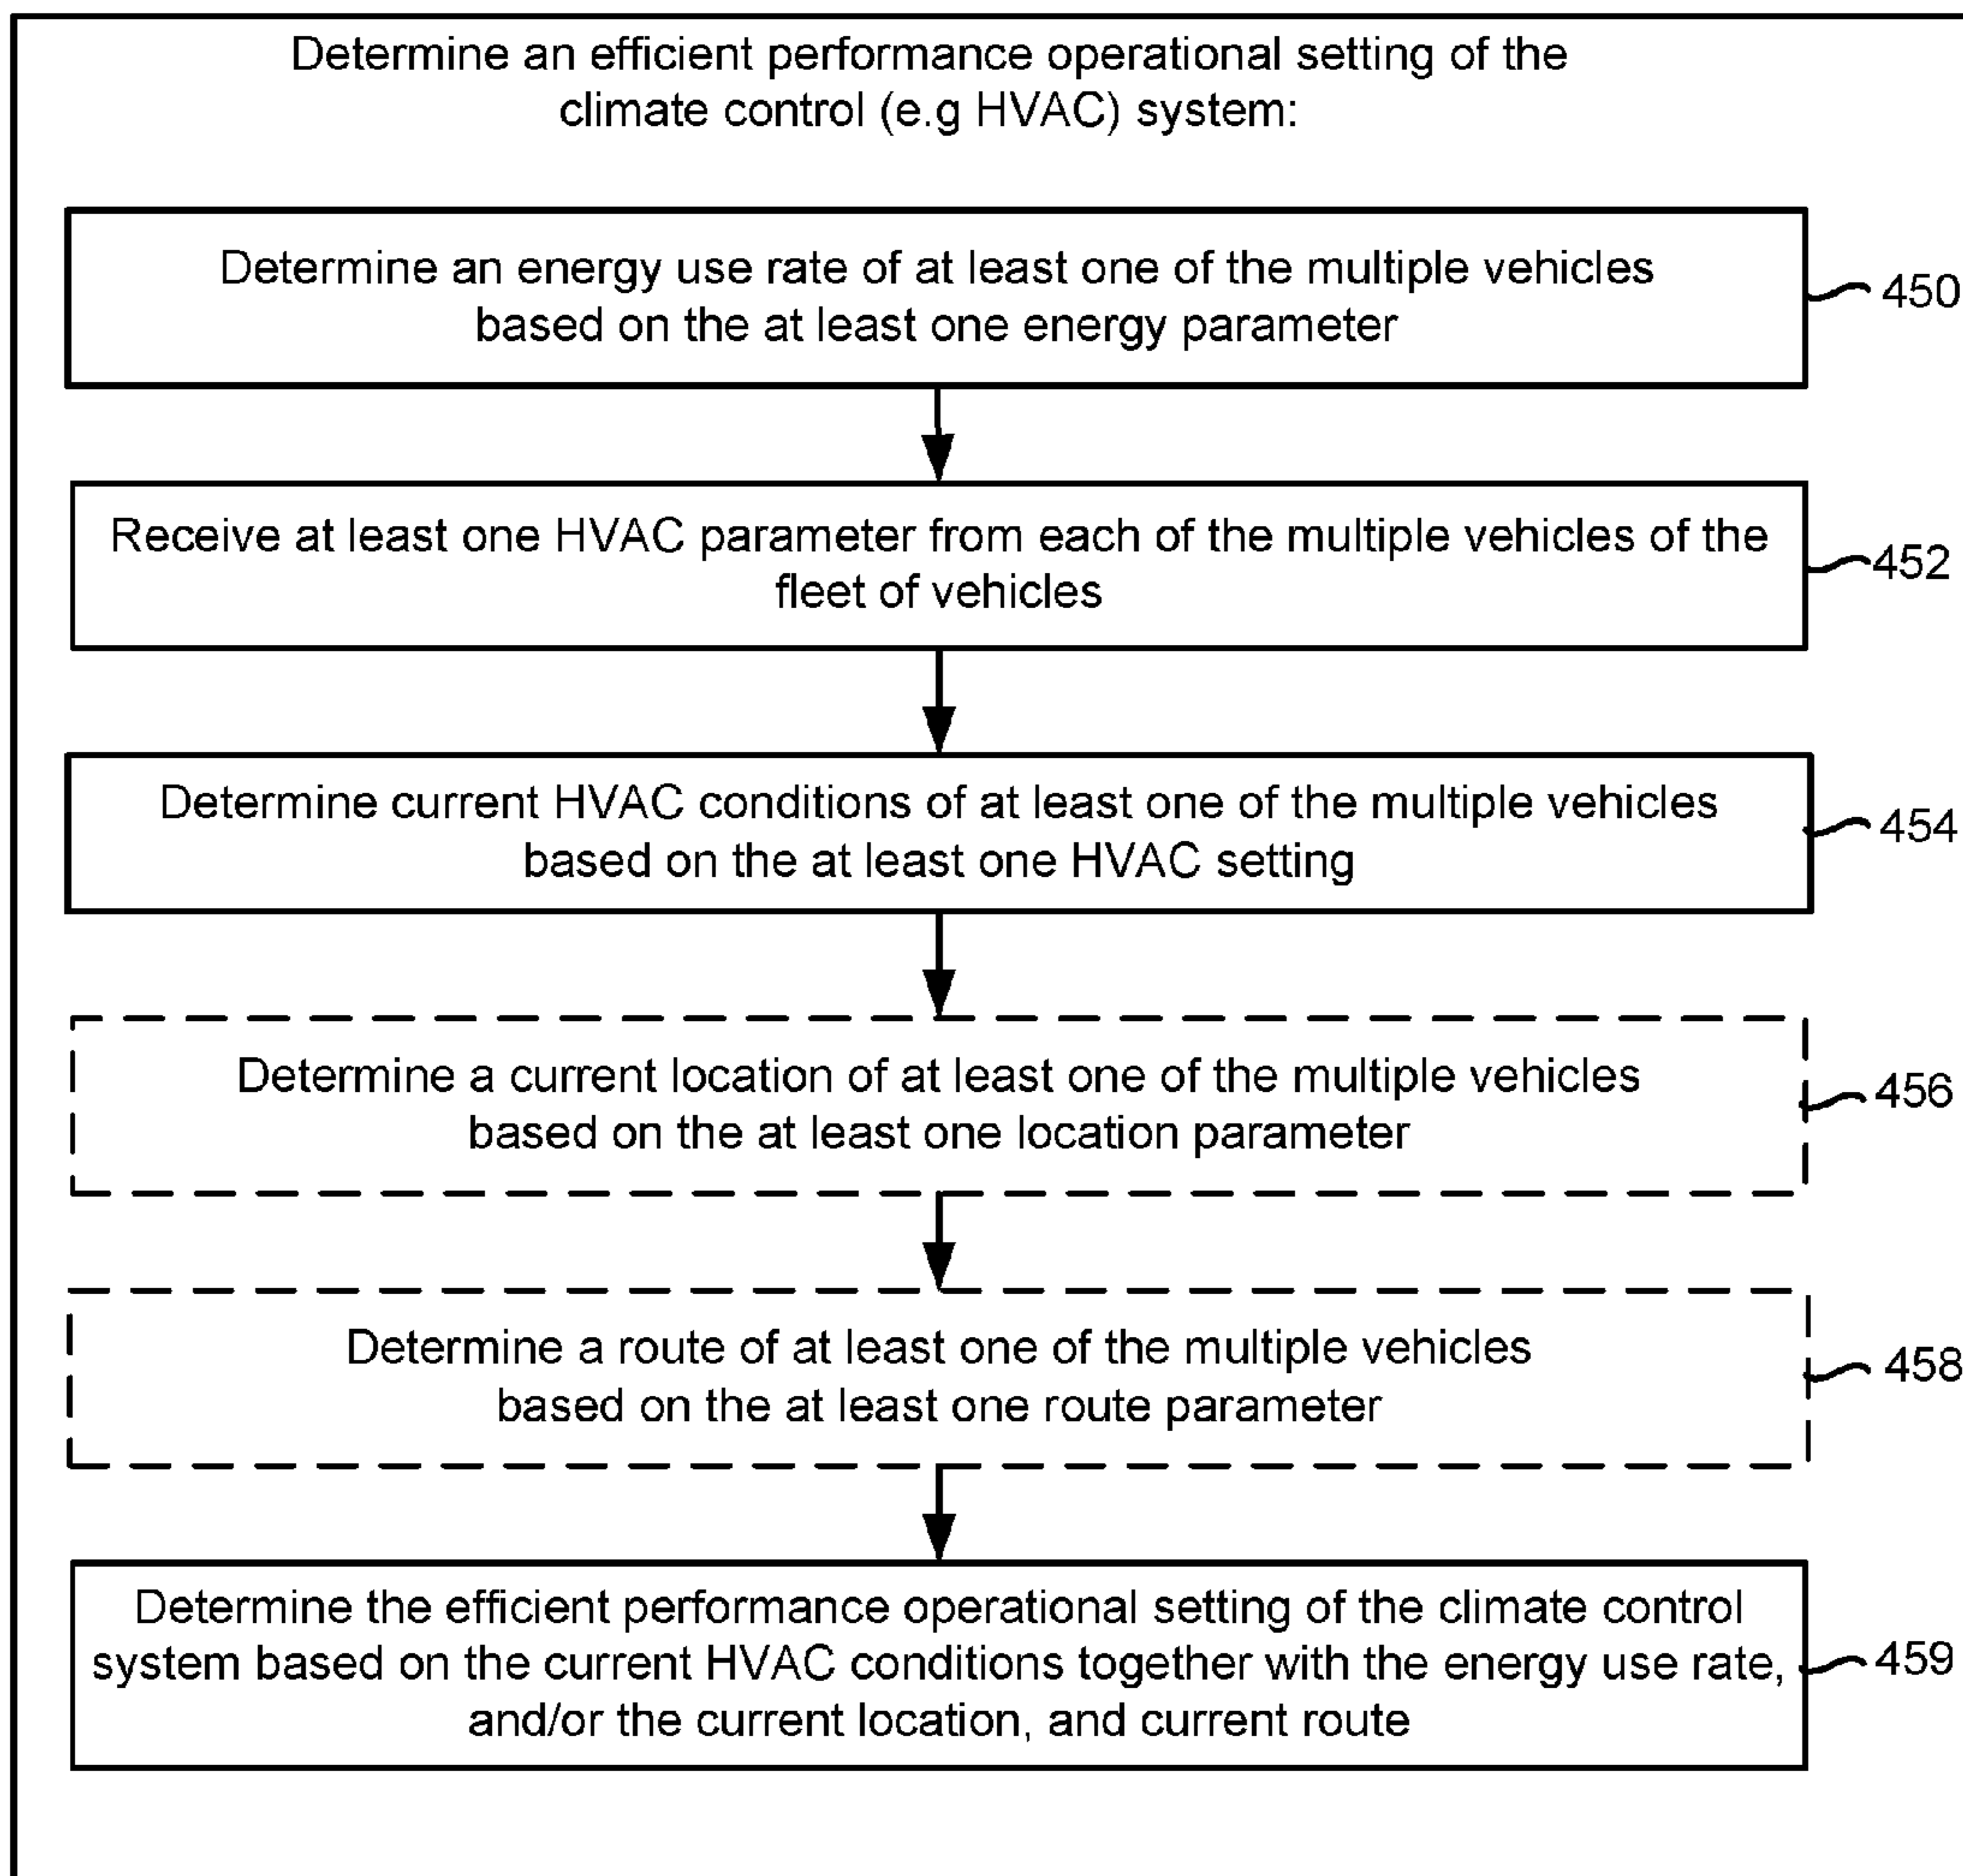 Determine an efficient performance operational setting of the
climate control (e.g HVAC) system:
Determine an energy use rate of at least one of the multiple vehicles
based on the at least one energy parameter
450
Receive at least one HVAC parameter from each of the multiple vehicles of the
fleet of vehicles
452
Determine current HVAC conditions of at least one of the multiple vehicles
based on the at least one HVAC setting
454
Determine a current location of at least one of the multiple vehicles
based on the at least one location parameter
456
Determine a route of at least one of the multiple vehicles
based on the at least one route parameter
458
Determine the efficient performance operational setting of the climate control
system based on the current HVAC conditions together with the energy use rate,
and/or the current location, and current route
459